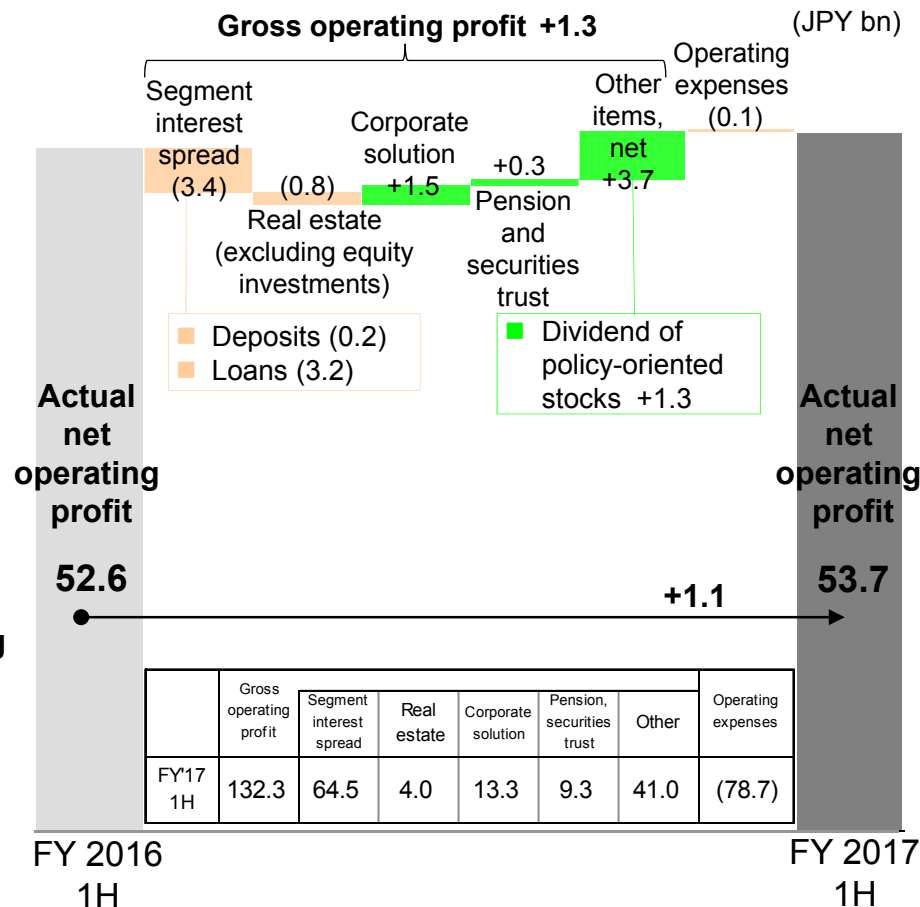 (JPY bn)
Gross operating profit +1.3
Segment
interest
spread
(3.4)
(0.8)
Real estate
(excluding equity
investments)
Corporate
solution
+1.5
+0.3
Pension
and
securities
trust
Other
items,
net
+3.7
Operating
expenses
(0.1)
■ Deposits (0.2)
■ Loans (3.2)
■ Dividend of
policy-oriented
stocks +1.3
Actual
net
operating
profit
52.6
+1.1
Actual
net
operating
profit
53.7
g
Gross
operating
profit
Segment
interest
spread
Real
estate
Corporate
solution
Pension,
securities
trust
Other
Operating
expenses
FY'17
1H
132.3 64.5 4.0 13.3 9.3 41.0 (78.7)
FY 2016
1H
FY 2017
1H